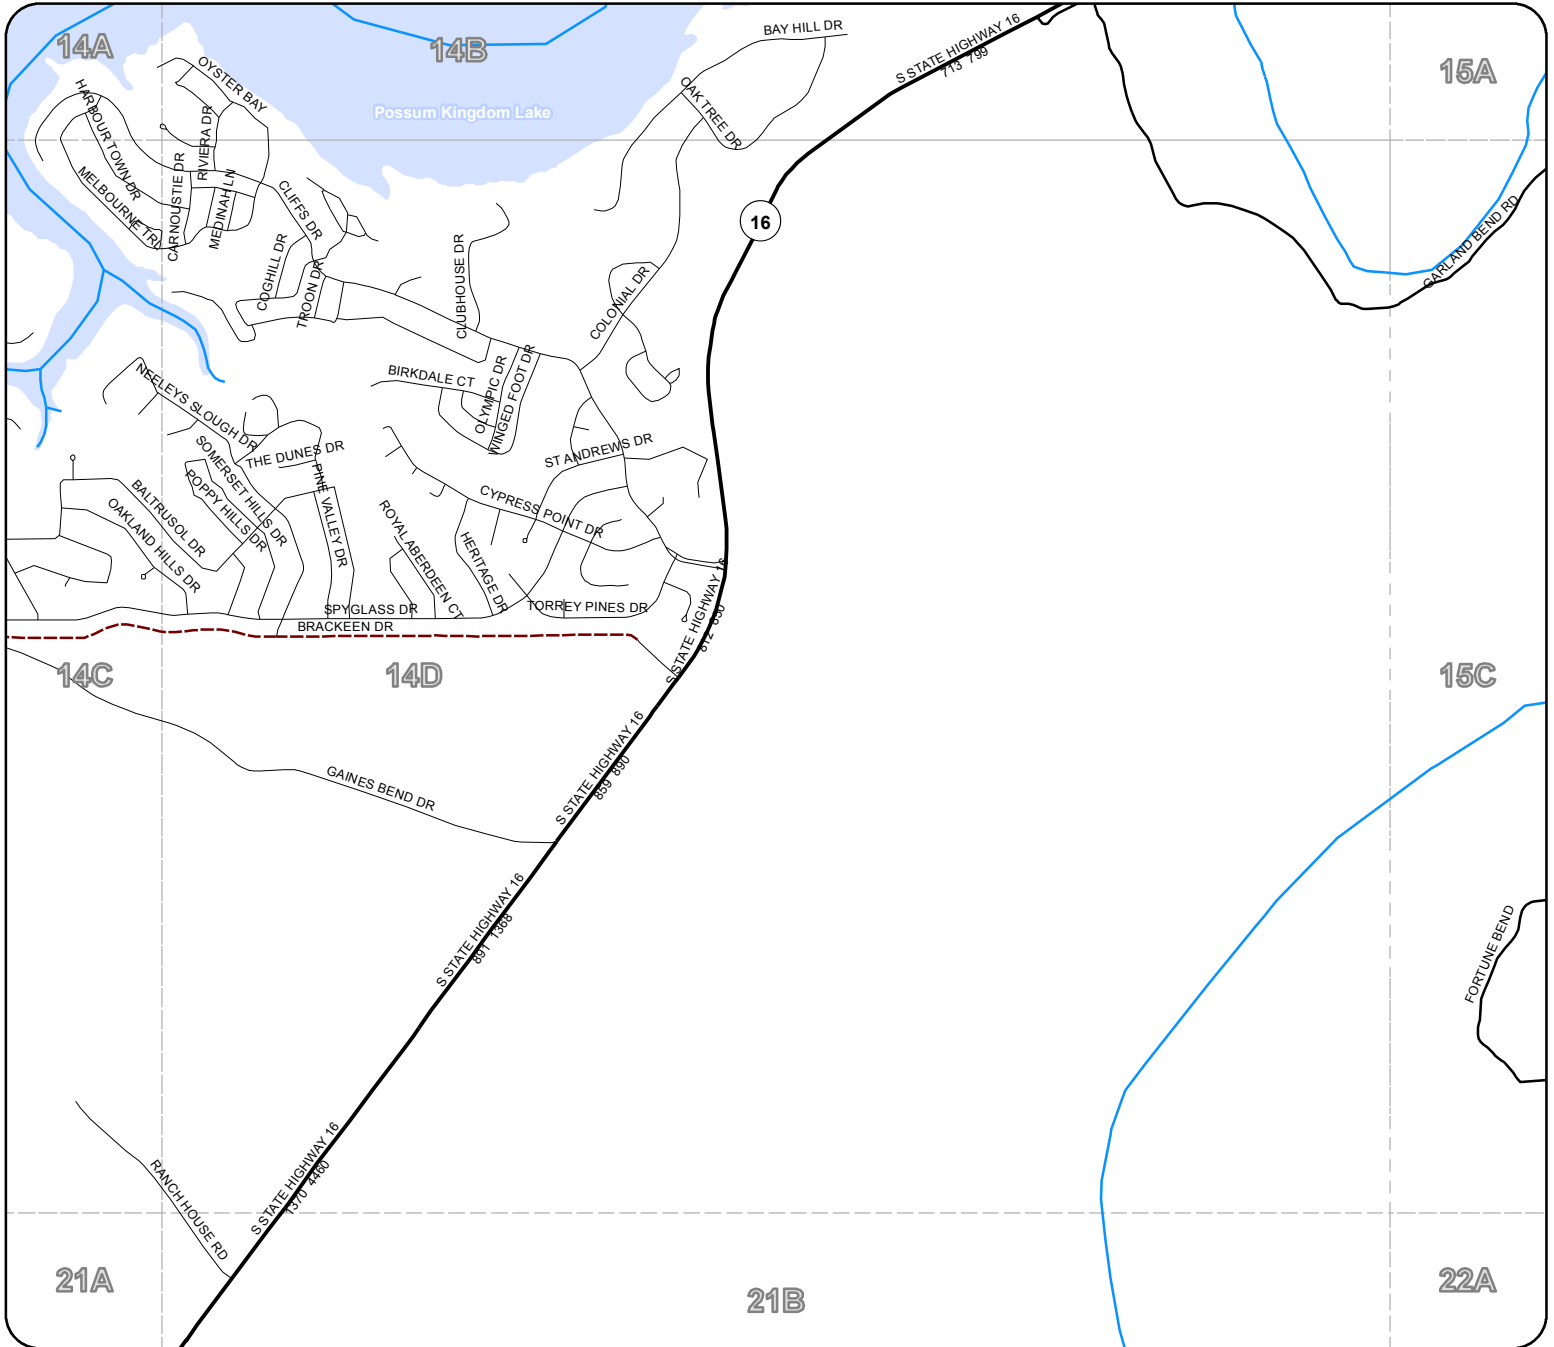 14A
14B
BAY HILL DR
S STATE HIGHWAY 16
713 799
15A
OYSTER BAY
HARBOUR TOWN DR
Possum Kingdom Lake
OAK TREE DR
RIVIERA DR
MELBOURNE TRL
CARNOUSTIE DR
MEDINAH LN
CLIFFS DR
16
GARLAND BEND RD
COGHILL DR
TROON DR
CLUBHOUSE DR
COLONIAL DR
NEELEYS SLOUGH DR
BIRKDALE CT
OLYMPIC DR
WINGED FOOT DR
THE DUNES DR
ST ANDREWS DR
SOMERSET HILLS DR
POPPY HILLS DR
PINE VALLEY DR
BALTRUSOL DR
OAKLAND HILLS DR
CYPRESS POINT DR
ROYAL ABERDEEN CT
HERITAGE DR
SPYGLASS DR
TORREY PINES DR
BRACKEEN DR
S STATE HIGHWAY 16
812 850
14C
14D
15C
GAINES BEND DR
S STATE HIGHWAY 16
859 890
S STATE HIGHWAY 16
891 1368
FORTUNE BEND
RANCH HOUSE RD
S STATE HIGHWAY 16
1370 4460
21A
21B
22A